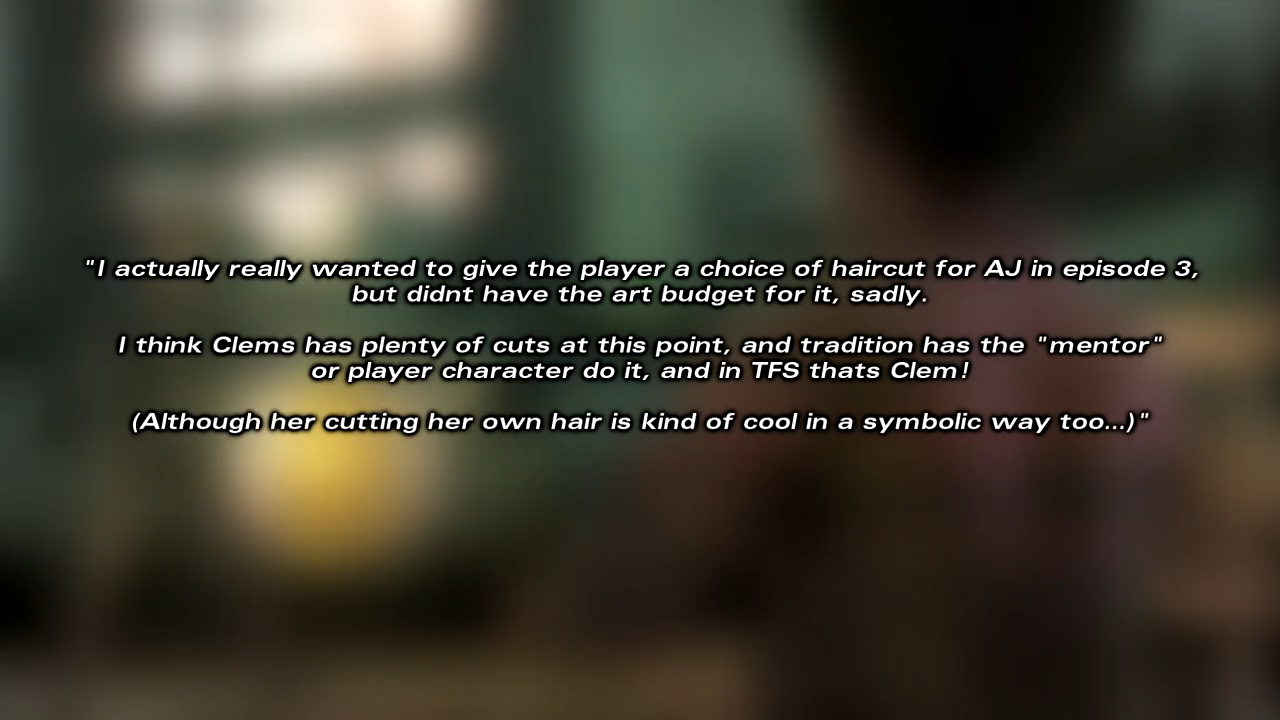 "I actually really wanted to give the player a choice of haircut for AJ in episode 3,
but didnt have the art budget for it, sadly.
I think Clems has plenty of cuts at this point, and tradition has the "mentor"
or player character do it, and in TFS thats Clem!
(Although her cutting her own hair is kind of cool in a symbolic way too...)"